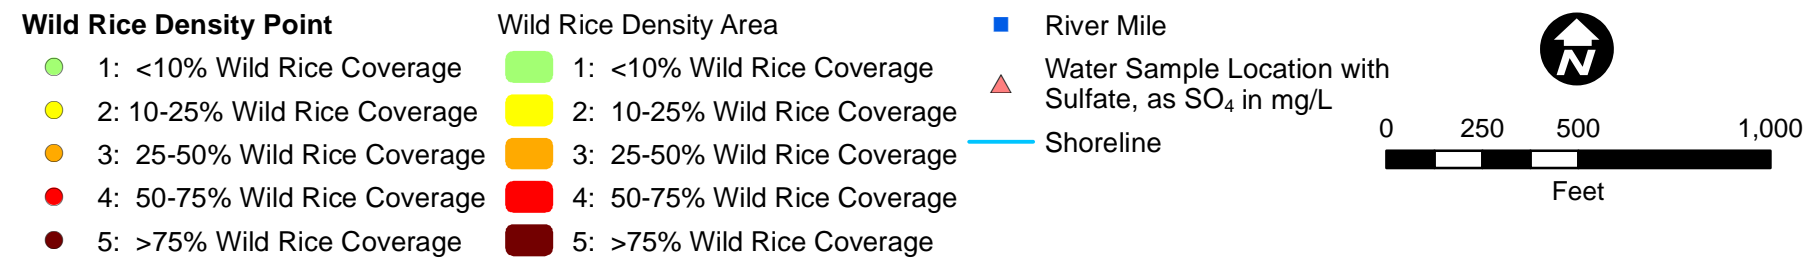 Wild Rice Density Point
1: <10% Wild Rice Coverage
2: 10-25% Wild Rice Coverage
3: 25-50% Wild Rice Coverage
4: 50-75% Wild Rice Coverage
5: >75% Wild Rice Coverage
Wild Rice Density Area
1: <10% Wild Rice Coverage
2: 10-25% Wild Rice Coverage
3: 25-50% Wild Rice Coverage
4: 50-75% Wild Rice Coverage
5: >75% Wild Rice Coverage
River Mile
Water Sample Location with
Sulfate, as SO₄ in mg/L
Shoreline
N
0 250 500 1,000
Feet